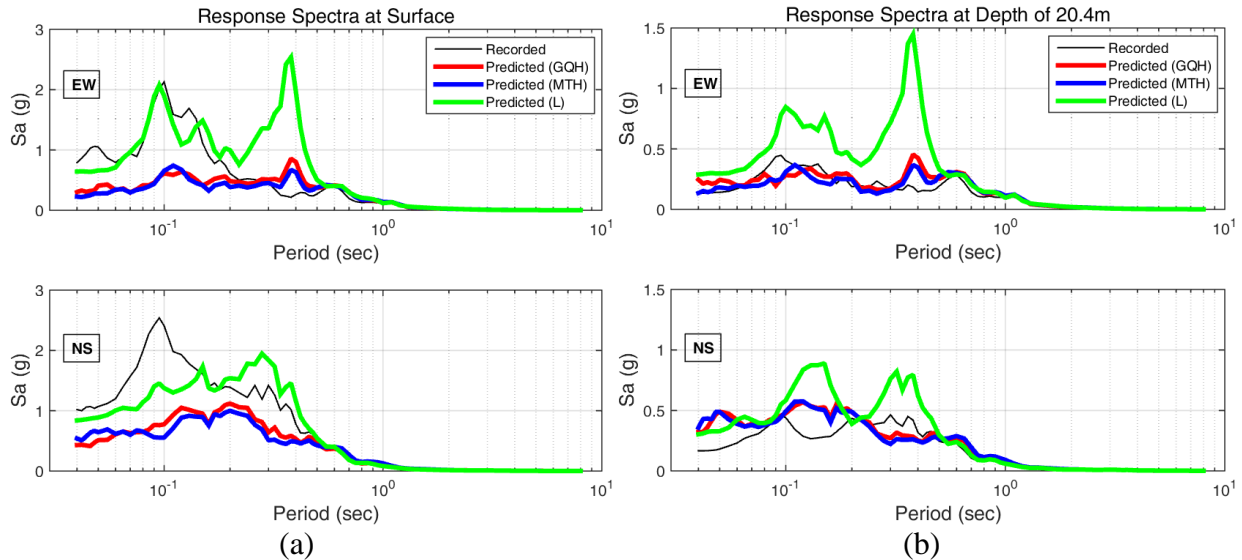 Response Spectra at Surface
3
2
1
0
Sa (g)
EW
Recorded
Predicted (GQH)
Predicted (MTH)
Predicted (L)
10-1
100
101
Period (sec)
3
2
1
0
Sa (g)
NS
10-1
100
101
Period (sec)
(a)
Response Spectra at Depth of 20.4m
1.5
1
0.5
0
Sa (g)
EW
Recorded
Predicted (GQH)
Predicted (MTH)
Predicted (L)
10-1
100
101
Period (sec)
1.5
1
0.5
0
Sa (g)
NS
10-1
100
101
Period (sec)
(b)